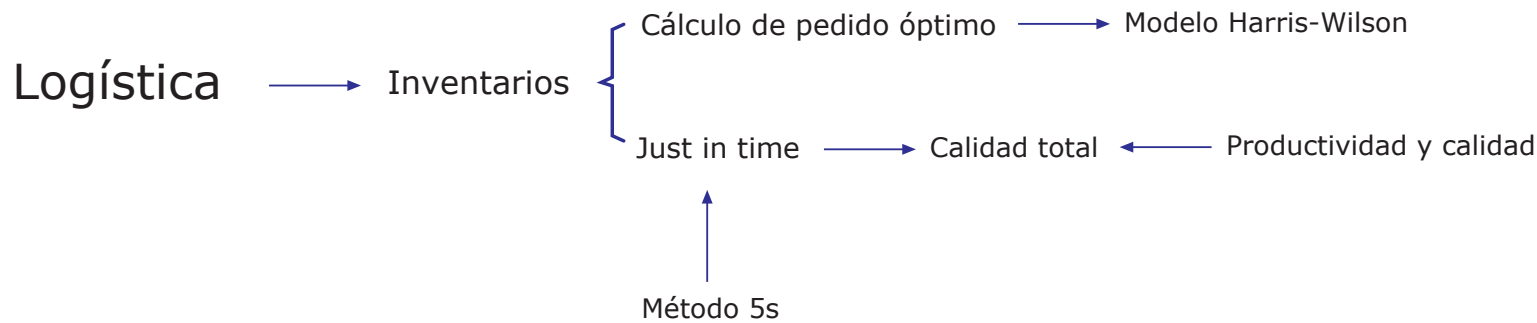 Cálculo de pedido óptimo
Modelo Harris-Wilson
Logística
Inventarios
Just in time
Calidad total
Productividad y calidad
Método 5s